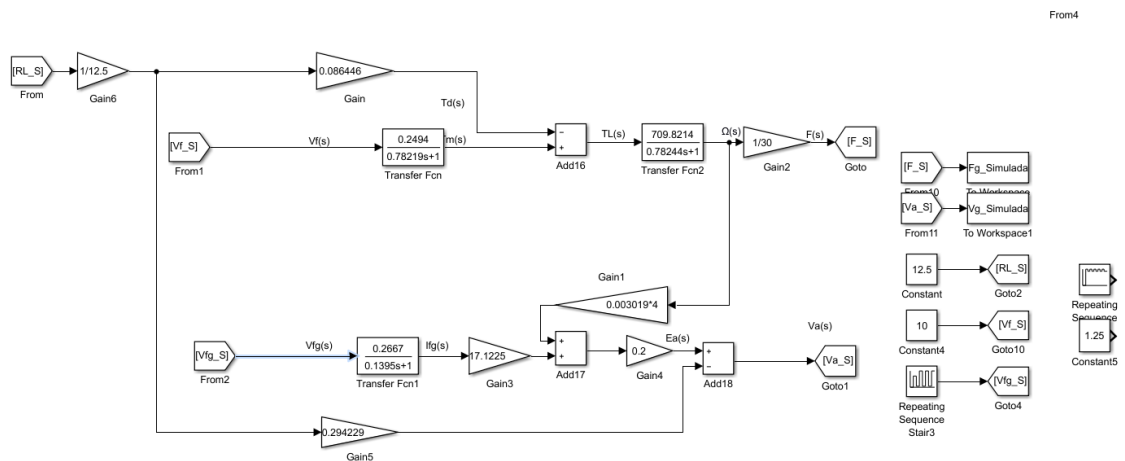 From4
[RL_S]
From
1/12.5
Gain6
0.086446
Gain
Td(s)
[Vf_S]
From1
Vf(s)
0.2494
0.78219s+1
Transfer Fcn
m(s)
−
+
Add16
TL(s)
709.8214
0.78244s+1
Transfer Fcn2
Ω(s)
1/30
Gain2
F(s)
[F_S]
Goto
[F_S]
From10
Fg_Simulada
To Workspace
[Va_S]
From11
Vg_Simulada
To Workspace1
12.5
Constant
[RL_S]
Goto2
Repeating
Sequence
10
Constant4
[Vf_S]
Goto10
1.25
Constant5
Repeating
Sequence
Stair3
[Vfg_S]
Goto4
Gain1
0.003019*4
[Vfg_S]
From2
Vfg(s)
0.2667
0.1395s+1
Transfer Fcn1
Ifg(s)
17.1225
Gain3
+
+
Add17
0.2
Gain4
Ea(s)
+
−
Add18
Va(s)
[Va_S]
Goto1
0.294229
Gain5